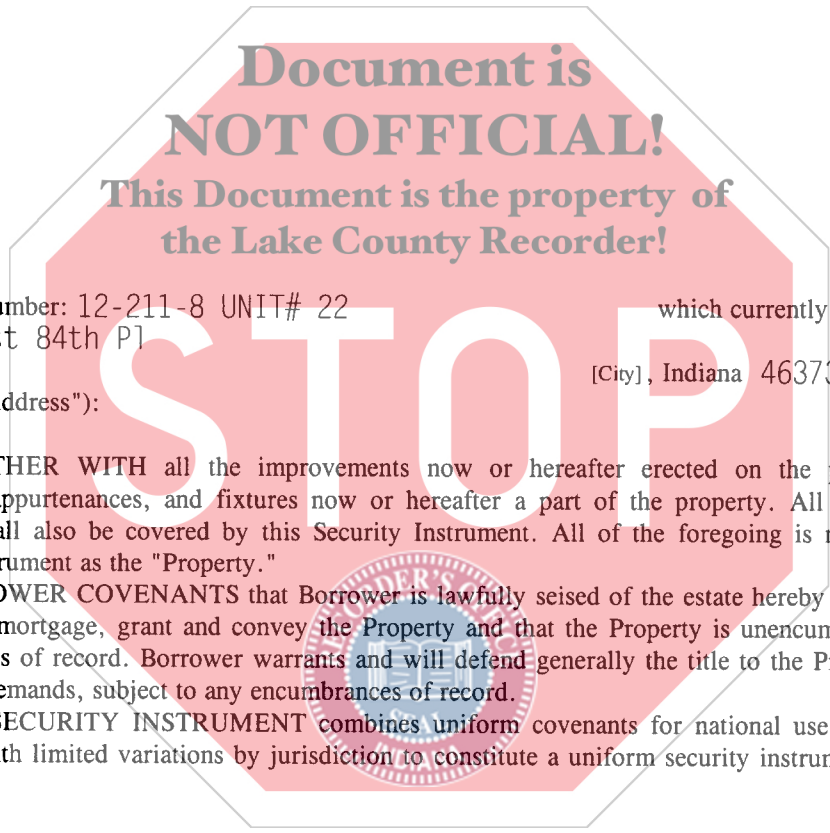 Document is
NOT OFFICIAL!
This Document is the property of
the Lake County Recorder!
STOP
umber: 12-211-8 UNIT# 22 which currently
t 84th Pl
[City], Indiana 4637
ddress"):
THER WITH all the improvements now or hereafter erected on the
ppurtenances, and fixtures now or hereafter a part of the property. All
all also be covered by this Security Instrument. All of the foregoing is
rument as the "Property."
OWER COVENANTS that Borrower is lawfully seised of the estate hereby
mortgage, grant and convey the Property and that the Property is unencum
s of record. Borrower warrants and will defend generally the title to the P
emands, subject to any encumbrances of record.
SECURITY INSTRUMENT combines uniform covenants for national use
th limited variations by jurisdiction to constitute a uniform security instru
RECORDER'S OFFICE
SEAL
INDIANA